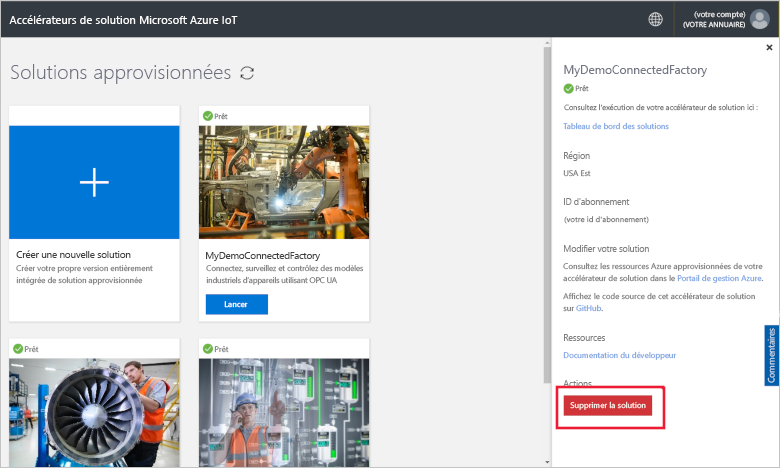 Accélérateurs de solution Microsoft Azure IoT
(votre compte)
(VOTRE ANNUAIRE)
Solutions approvisionnées
Créer une nouvelle solution
Créer votre propre version entièrement
intégrée de solution approvisionnée
Prêt
MyDemoConnectedFactory
Connectez, surveillez et contrôlez des modèles
industriels d'appareils utilisant OPC UA
Lancer
Prêt
Prêt
MyDemoConnectedFactory
Prêt
Consultez l'exécution de votre accélérateur de solution ici :
Tableau de bord des solutions
Région
USA Est
ID d'abonnement
(votre id d'abonnement)
Modifier votre solution
Consultez les ressources Azure approvisionnées de votre
accélérateur de solution dans le Portail de gestion Azure.
Affichez le code source de cet accélérateur de solution
sur GitHub.
Ressources
Documentation du développeur
Actions
Supprimer la solution
Commentaires